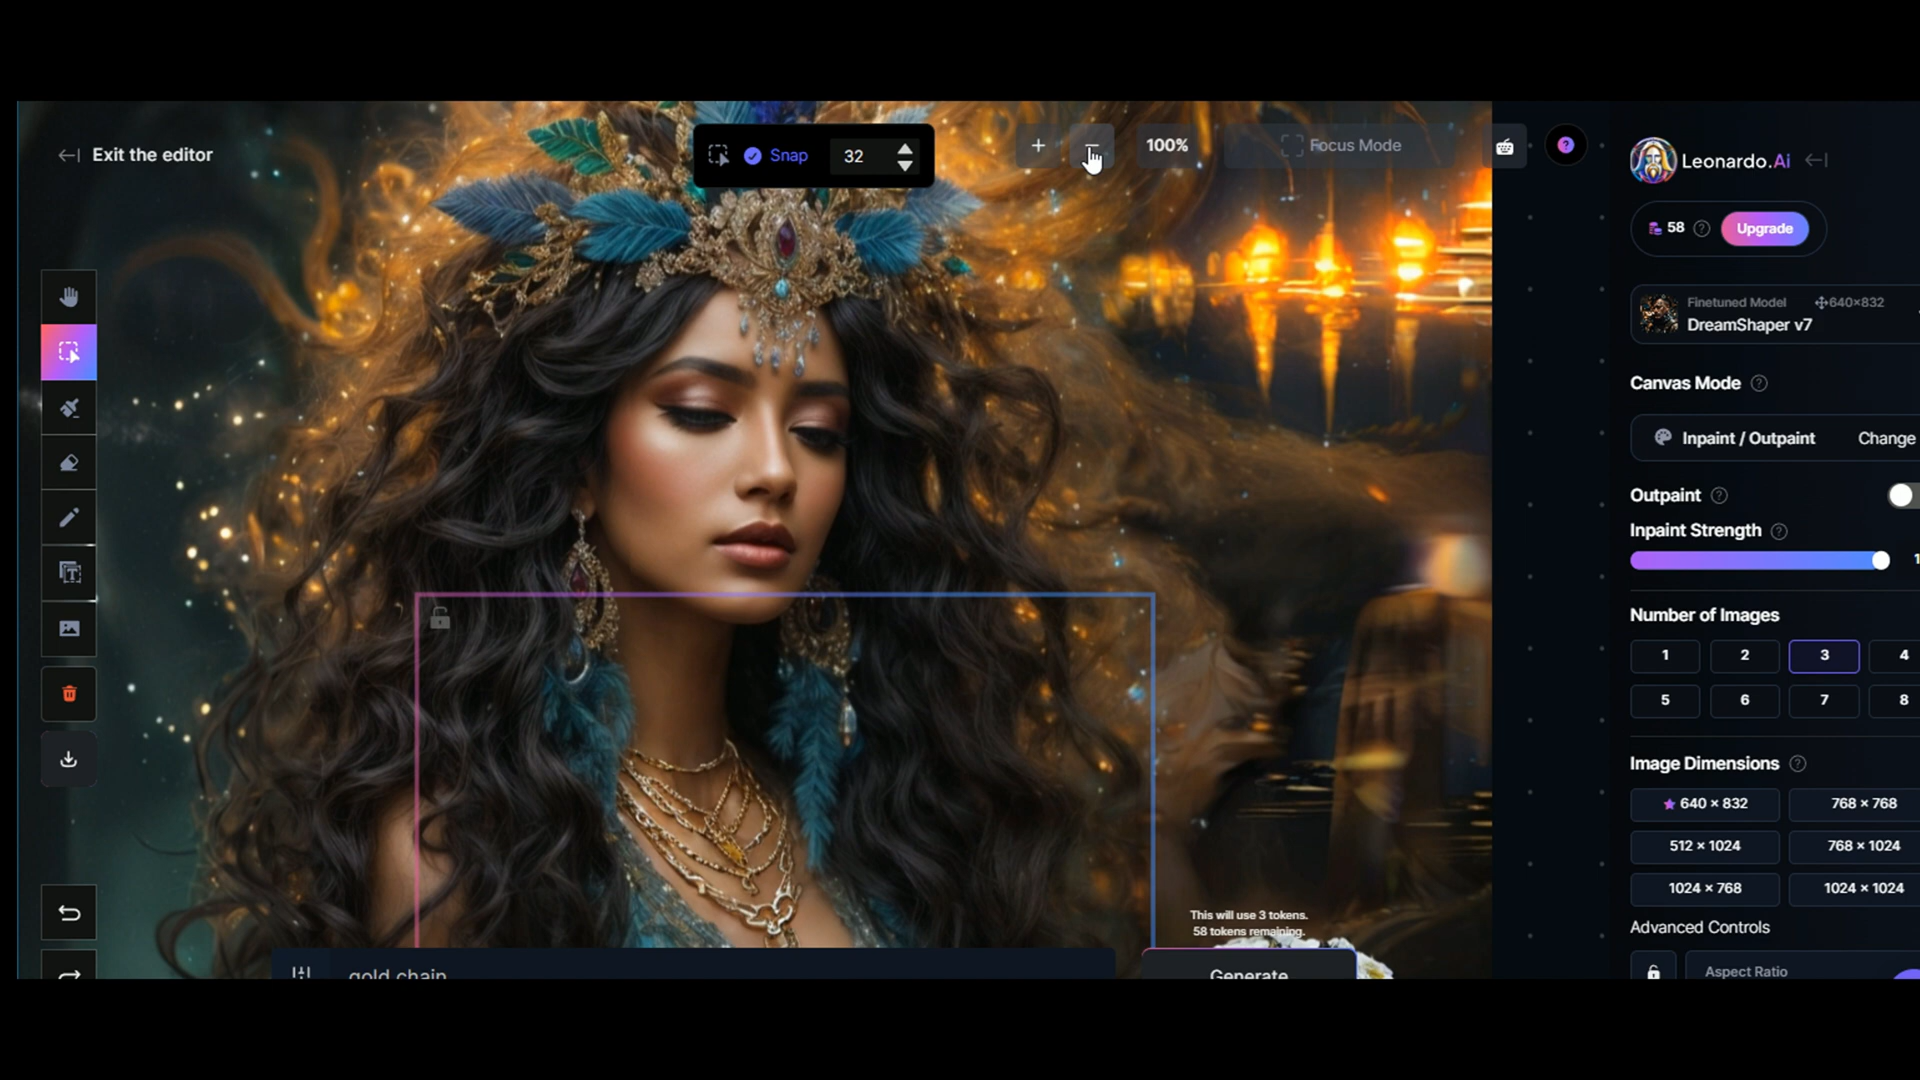 Exit the editor
Snap
32
100%
Focus Mode
Leonardo.Ai
58
Upgrade
Finetuned Model
640×832
DreamShaper v7
Canvas Mode
Inpaint / Outpaint
Change
Outpaint
Inpaint Strength
1
Number of Images
1
2
3
4
5
6
7
8
Image Dimensions
640 × 832
768 × 768
512 × 1024
768 × 1024
1024 × 768
1024 × 1024
Advanced Controls
Aspect Ratio
This will use 3 tokens.
58 tokens remaining.
gold chain
Generate